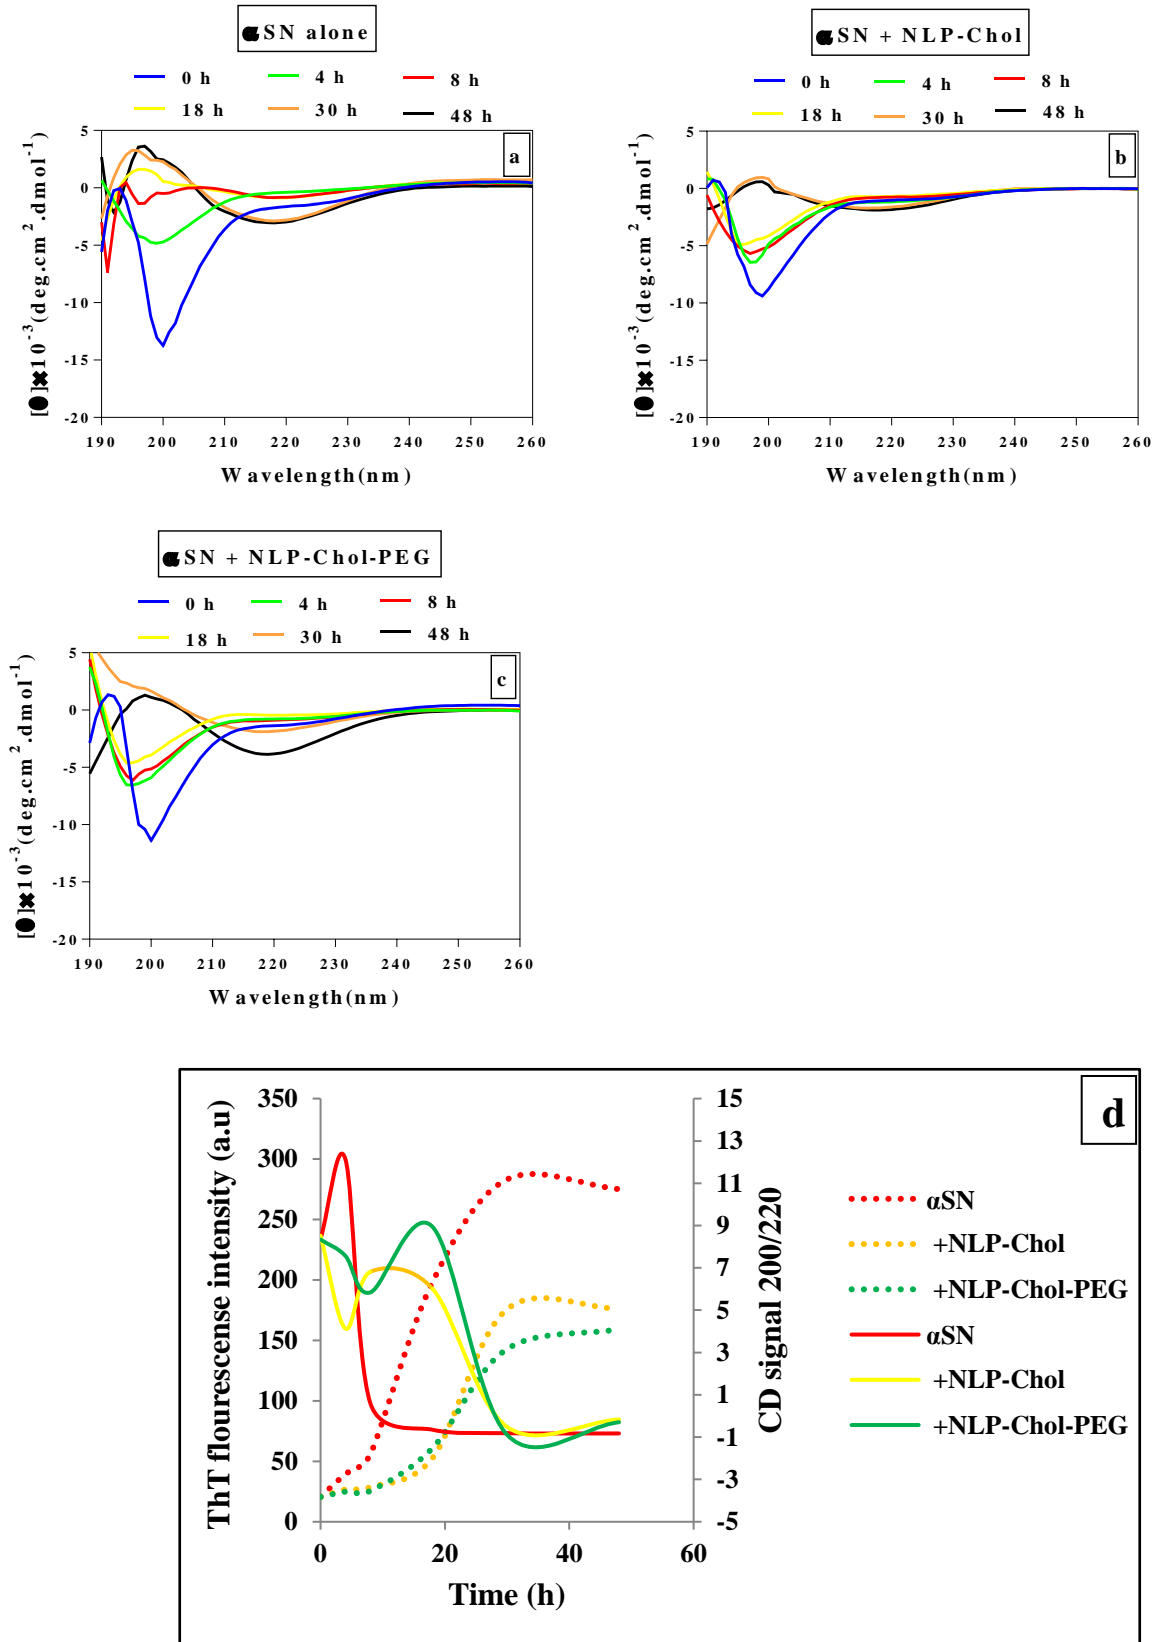 αSN alone
0 h 4 h 8 h
18 h 30 h 48 h
a
[θ]×10⁻³(deg.cm².dmol⁻¹)
5
0
-5
-10
-15
-20
190 200 210 220 230 240 250 260
Wavelength(nm)
αSN + NLP-Chol
0 h 4 h 8 h
18 h 30 h 48 h
b
[θ]×10⁻³(deg.cm².dmol⁻¹)
5
0
-5
-10
-15
-20
190 200 210 220 230 240 250 260
Wavelength(nm)
αSN + NLP-Chol-PEG
0 h 4 h 8 h
18 h 30 h 48 h
c
[θ]×10⁻³(deg.cm².dmol⁻¹)
5
0
-5
-10
-15
-20
190 200 210 220 230 240 250 260
Wavelength(nm)
d
ThT flourescense intensity (a.u)
350
300
250
200
150
100
50
0
0 20 40 60
Time (h)
15
13
11
9
7
5
3
1
-1
-3
-5
CD signal 200/220
αSN
+NLP-Chol
+NLP-Chol-PEG
αSN
+NLP-Chol
+NLP-Chol-PEG